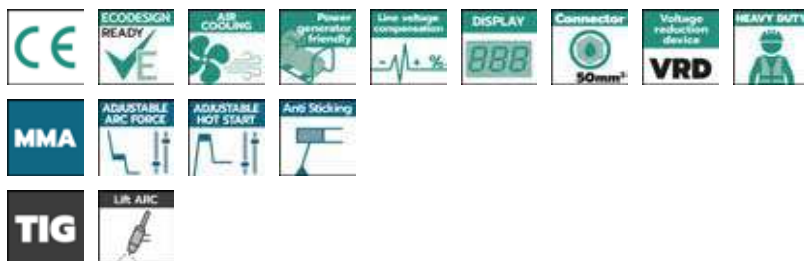 CE
ECODESIGN
READY
E
AIR
COOLING
Power
generator
friendly
Line voltage
compensation
- + %
DISPLAY
888
Connector
50mm²
Voltage
reduction
device
VRD
HEAVY DUTY
MMA
ADJUSTABLE
ARC FORCE
ADJUSTABLE
HOT START
Anti Sticking
TIG
Lift ARC